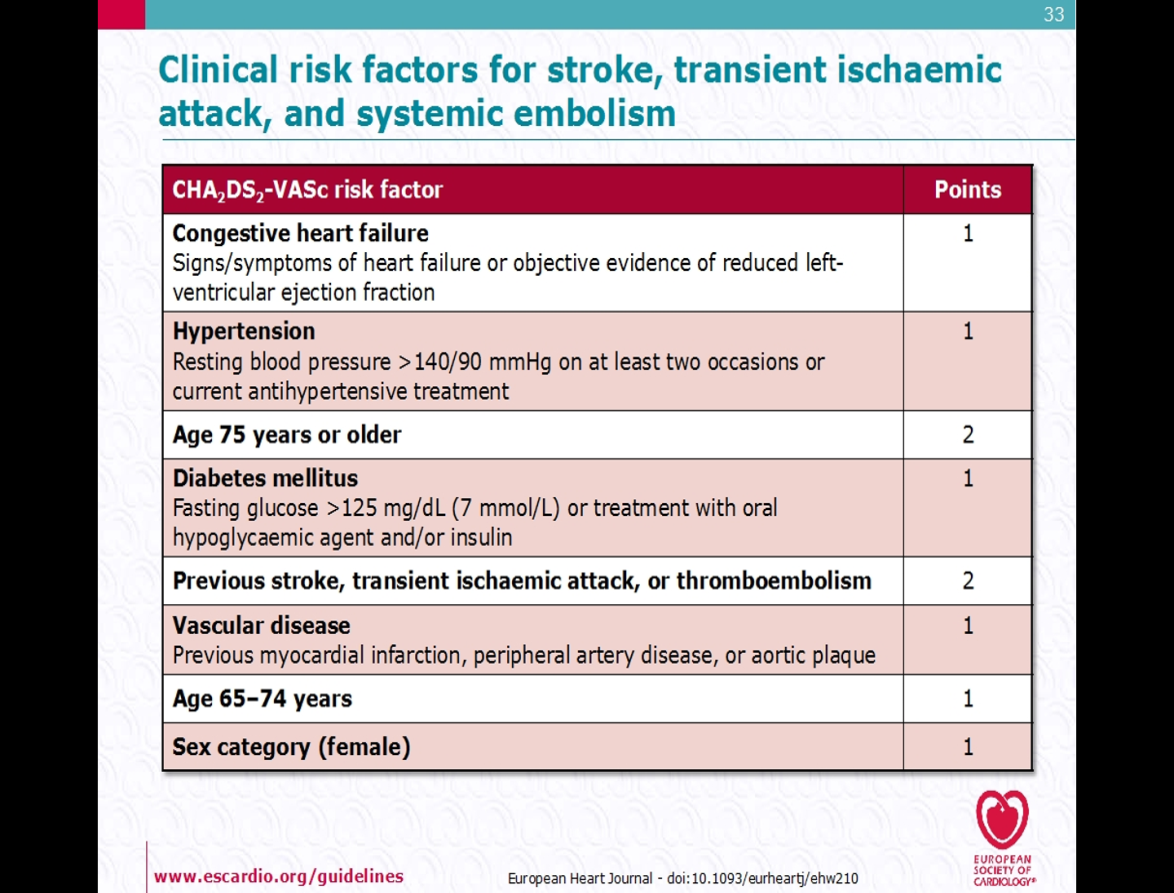 33
Clinical risk factors for stroke, transient ischaemic
attack, and systemic embolism
CHA₂DS₂-VASc risk factor Points
Congestive heart failure 1
Signs/symptoms of heart failure or objective evidence of reduced left-
ventricular ejection fraction
Hypertension 1
Resting blood pressure >140/90 mmHg on at least two occasions or
current antihypertensive treatment
Age 75 years or older 2
Diabetes mellitus 1
Fasting glucose >125 mg/dL (7 mmol/L) or treatment with oral
hypoglycaemic agent and/or insulin
Previous stroke, transient ischaemic attack, or thromboembolism 2
Vascular disease 1
Previous myocardial infarction, peripheral artery disease, or aortic plaque
Age 65–74 years 1
Sex category (female) 1
EUROPEAN
SOCIETY OF
CARDIOLOGY®
www.escardio.org/guidelines European Heart Journal - doi:10.1093/eurheartj/ehw210